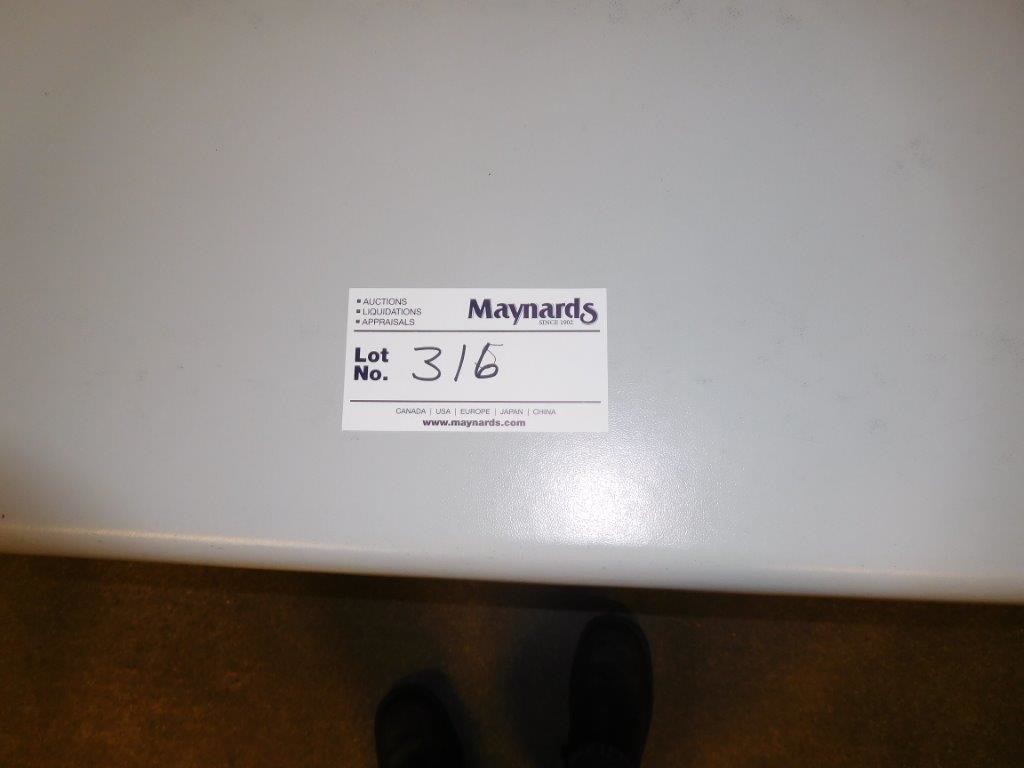 ▪ AUCTIONS
▪ LIQUIDATIONS
▪ APPRAISALS
Maynards
SINCE 1902
Lot No. 316
CANADA | USA | EUROPE | JAPAN | CHINA
www.maynards.com